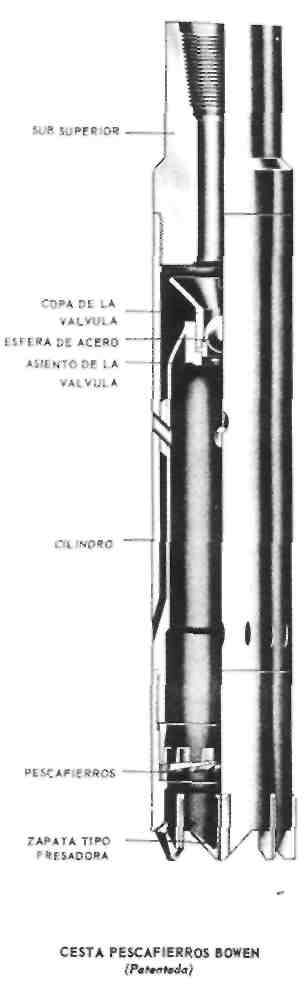 SUB SUPERIOR
COPA DE LA
VALVULA
ESFERA DE ACERO
ASIENTO DE LA
VALVULA
CILINDRO
PESCAFIERROS
ZAPATA TIPO
FRESADORA
CESTA PESCAFIERROS BOWEN
(Patentada)